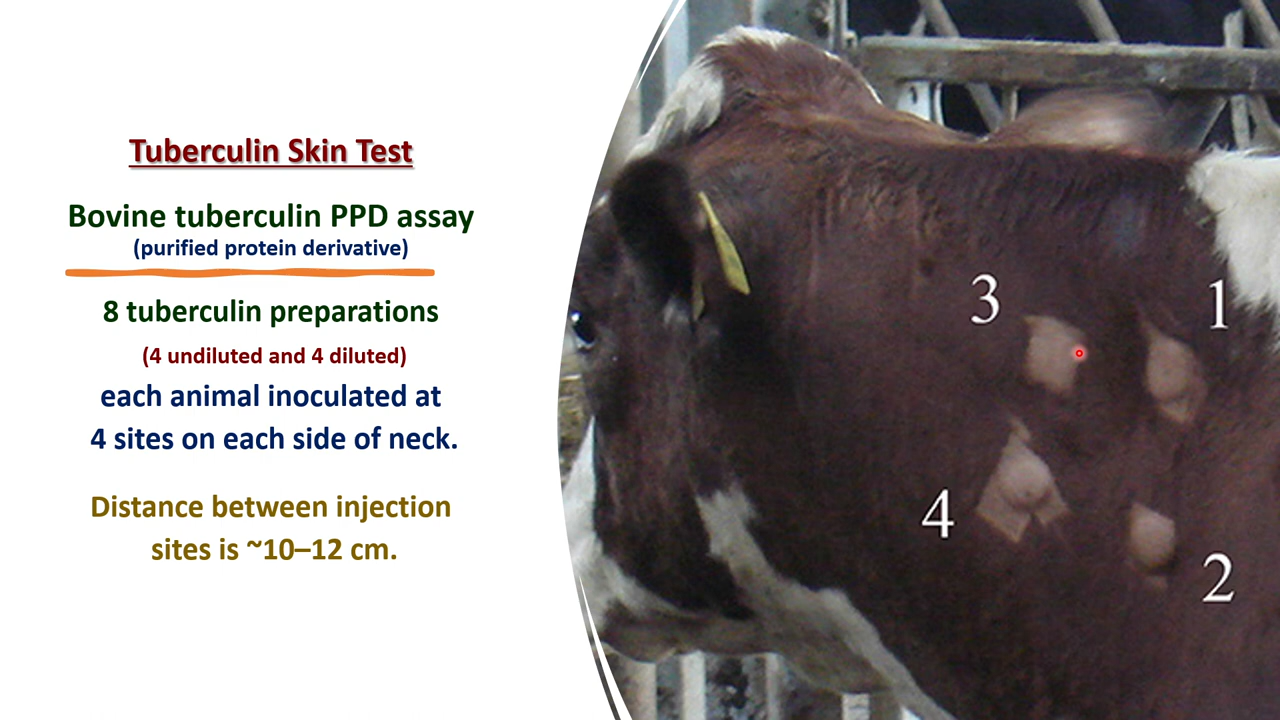 Tuberculin Skin Test
Bovine tuberculin PPD assay
(purified protein derivative)
8 tuberculin preparations
(4 undiluted and 4 diluted)
each animal inoculated at
4 sites on each side of neck.
Distance between injection
sites is ~10–12 cm.
3
1
4
2